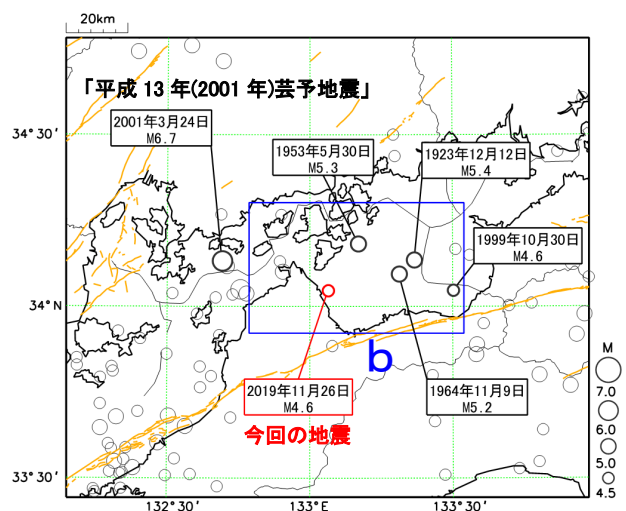 20km
「平成 13 年(2001 年)芸予地震」
34°30′
2001年3月24日
M6.7
1953年5月30日
M5.3
1923年12月12日
M5.4
1999年10月30日
M4.6
34°N
b
2019年11月26日
M4.6
今回の地震
1964年11月9日
M5.2
M
7.0
6.0
5.0
4.5
33°30′
132°30′
133°E
133°30′